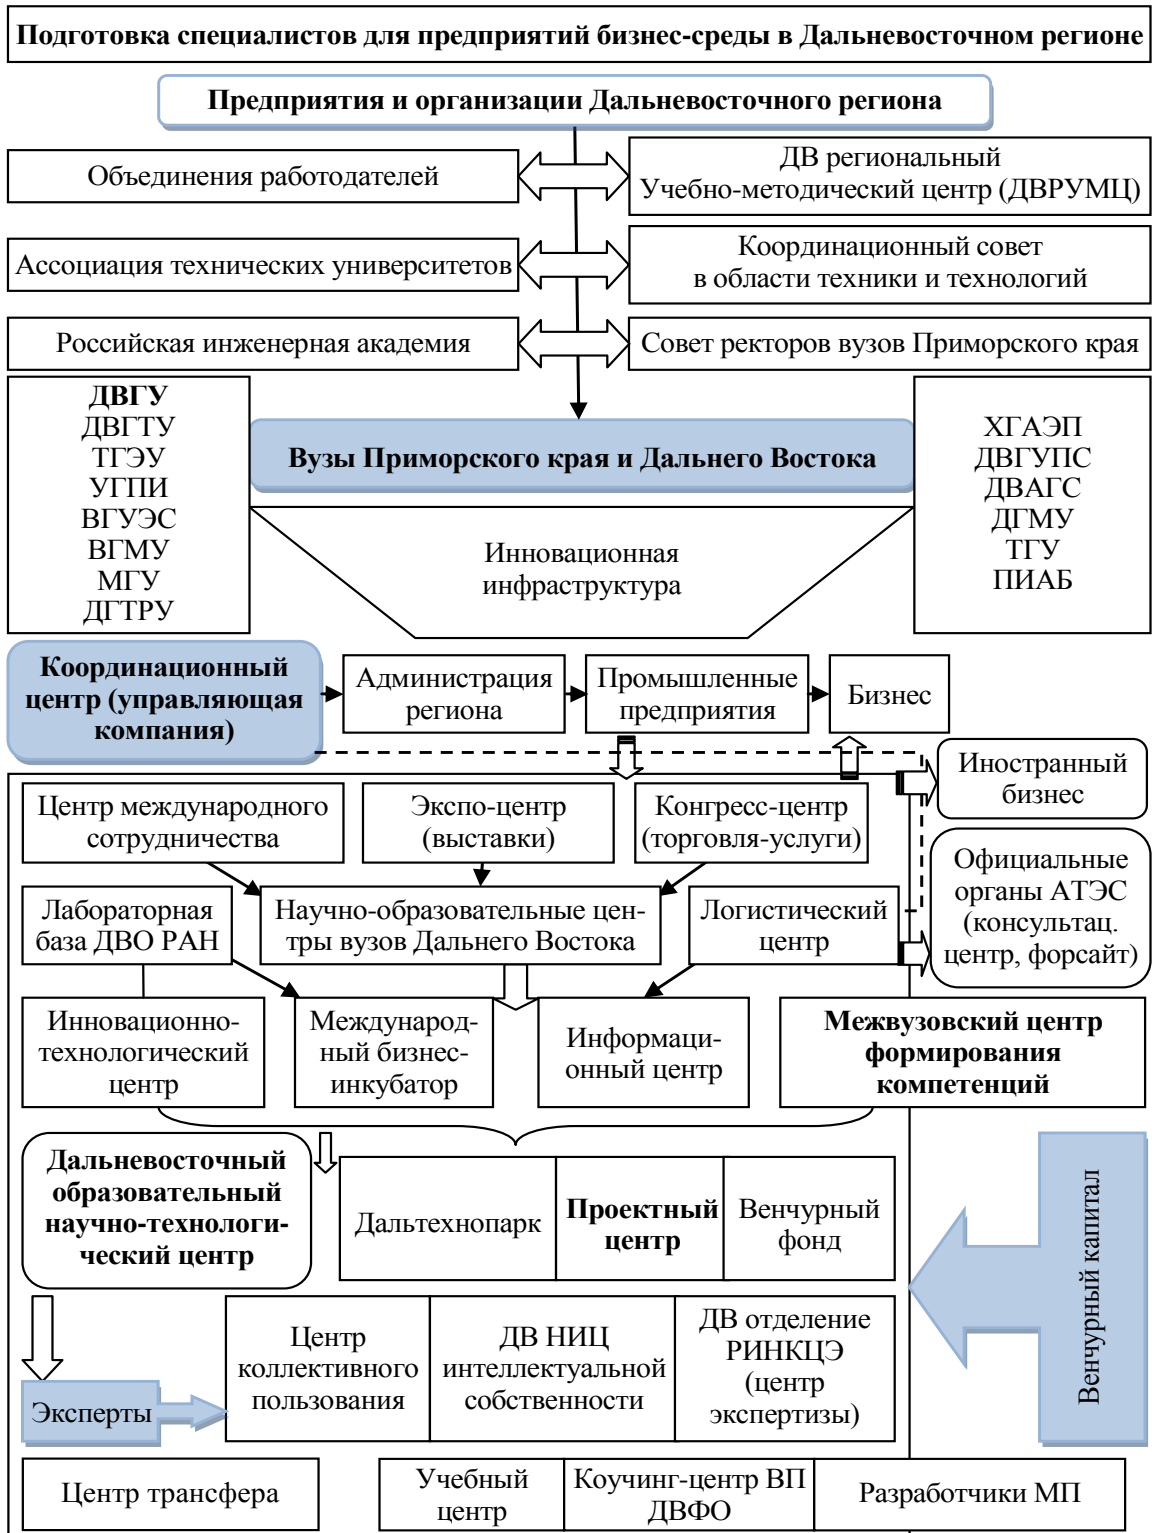 Подготовка специалистов для предприятий бизнес-среды в Дальневосточном регионе
Предприятия и организации Дальневосточного региона
Объединения работодателей
ДВ региональный
Учебно-методический центр (ДВРУМЦ)
Ассоциация технических университетов
Координационный совет
в области техники и технологий
Российская инженерная академия
Совет ректоров вузов Приморского края
ДВГУ
ДВГТУ
ТГЭУ
УГПИ
ВГУЭС
ВГМУ
МГУ
ДГТРУ
Вузы Приморского края и Дальнего Востока
ХГАЭП
ДВГУПС
ДВАГС
ДГМУ
ТГУ
ПИАБ
Инновационная
инфраструктура
Координационный
центр (управляющая
компания)
Администрация
региона
Промышленные
предприятия
Бизнес
Иностранный
бизнес
Центр международного
сотрудничества
Экспо-центр
(выставки)
Конгресс-центр
(торговля-услуги)
Официальные
органы АТЭС
(консультац.
центр, форсайт)
Лабораторная
база ДВО РАН
Научно-образовательные цен-
тры вузов Дальнего Востока
Логистический
центр
Инновационно-
технологический
центр
Международ-
ный бизнес-
инкубатор
Информаци-
онный центр
Межвузовский центр
формирования
компетенций
Дальневосточный
образовательный
научно-технологи-
ческий центр
Дальтехнопарк
Проектный
центр
Венчурный
фонд
Венчурный капитал
Эксперты
Центр
коллективного
пользования
ДВ НИЦ
интеллектуальной
собственности
ДВ отделение
РИНКЦЭ
(центр
экспертизы)
Центр трансфера
Учебный
центр
Коучинг-центр ВП
ДВФО
Разработчики МП